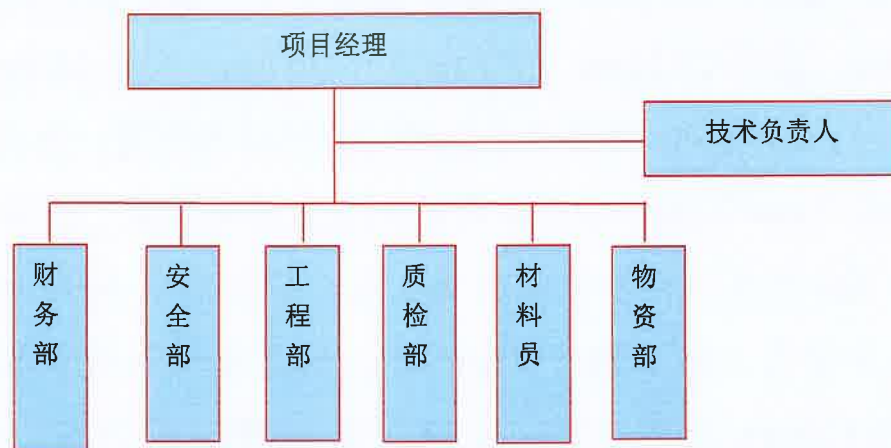 项目经理
技术负责人
财务部
安全部
工程部
质检部
材料员
物资部